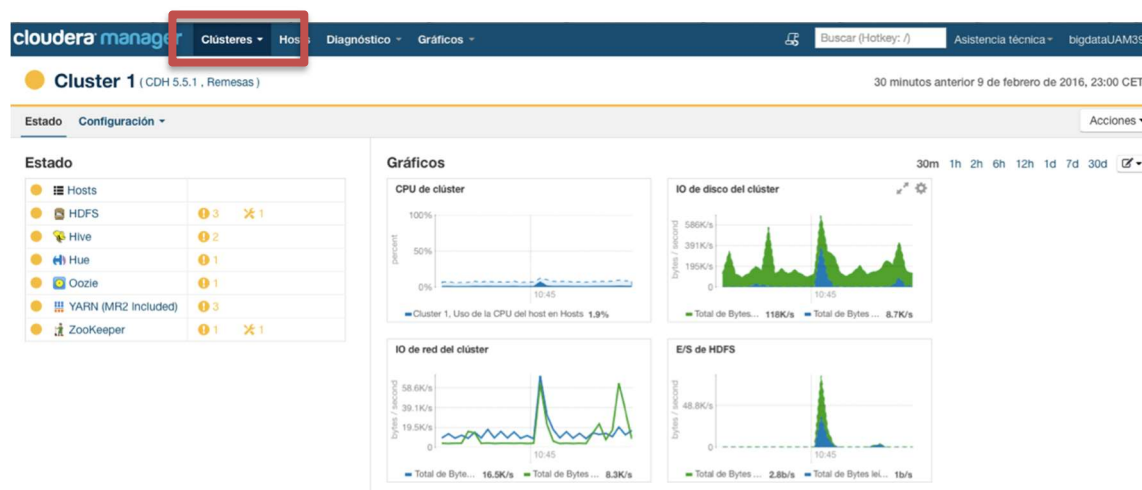 cloudera manager Clústeres Hosts Diagnóstico Gráficos Buscar (Hotkey: /) Asistencia técnica bigdataUAM39
Cluster 1 (CDH 5.5.1, Remesas) 30 minutos anterior 9 de febrero de 2016, 23:00 CET
Estado Configuración Acciones
Estado
Hosts
HDFS 3 1
Hive 2
Hue 1
Oozie 1
YARN (MR2 Included) 3
ZooKeeper 1 1
Gráficos 30m 1h 2h 6h 12h 1d 7d 30d
CPU de clúster
percent
100%
50%
0%
10:45
Cluster 1, Uso de la CPU del host en Hosts 1.9%
IO de disco del clúster
bytes / second
586K/s
391K/s
195K/s
0
10:45
Total de Bytes... 118K/s Total de Bytes ... 8.7K/s
IO de red del clúster
bytes / second
58.6K/s
39.1K/s
19.5K/s
0
10:45
Total de Byte... 16.5K/s Total de Bytes ... 8.3K/s
E/S de HDFS
bytes / second
48.8K/s
0
10:45
Total de Bytes ... 2.8b/s Total de Bytes lei... 1b/s